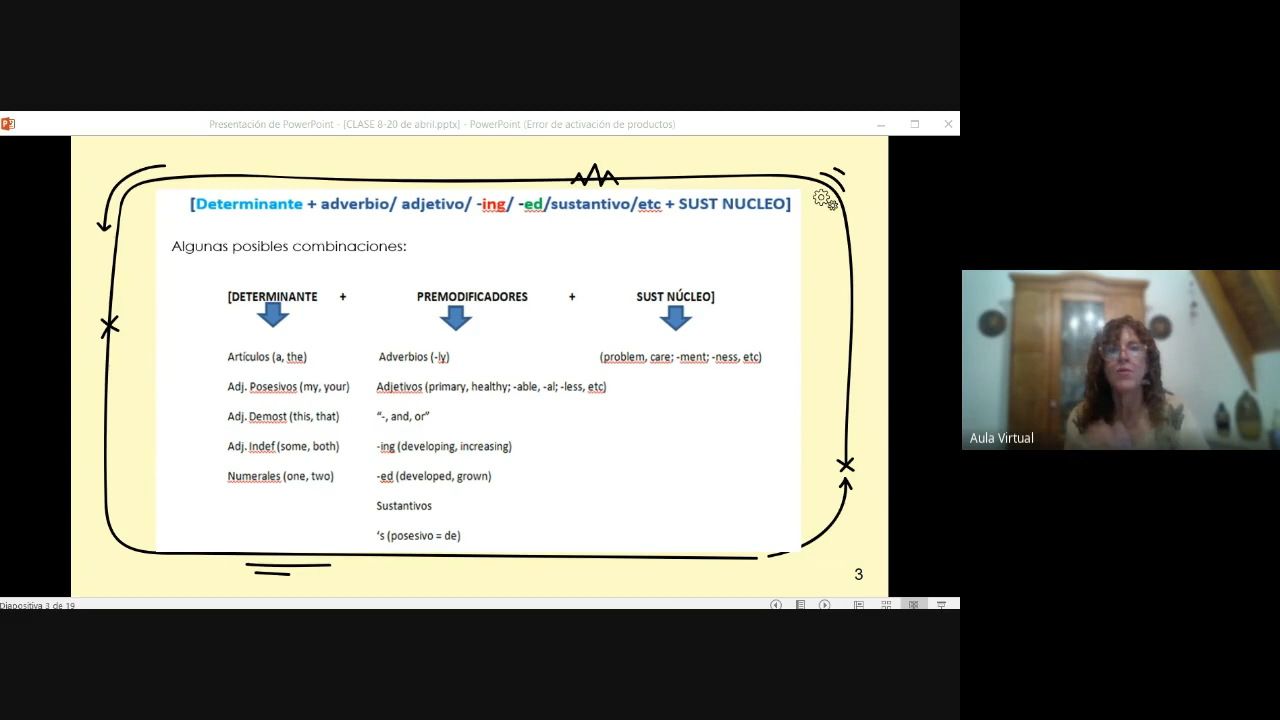 Presentación de PowerPoint - [CLASE 8-20 de abril.pptx] - PowerPoint (Error de activación de productos)
[Determinante + adverbio/ adjetivo/ -ing/ -ed/sustantivo/etc + SUST NUCLEO]
Algunas posibles combinaciones:
[DETERMINANTE + PREMODIFICADORES + SUST NÚCLEO]
Artículos (a, the) Adverbios (-ly) (problem, care; -ment; -ness, etc)
Adj. Posesivos (my, your) Adjetivos (primary, healthy; -able, -al; -less, etc)
Adj. Demost (this, that) "-, and, or"
Adj. Indef (some, both) -ing (developing, increasing)
Numerales (one, two) -ed (developed, grown)
Sustantivos
's (posesivo = de)
3
Diapositiva 3 de 19
Aula Virtual